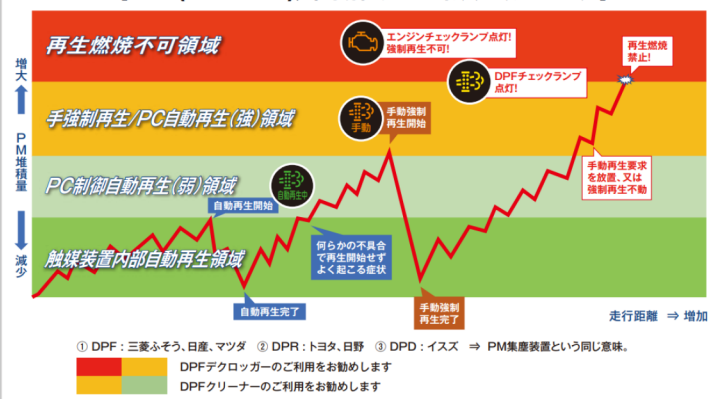 再生燃焼不可領域
エンジンチェックランプ点灯!
強制再生不可!
再生燃焼
禁止!
DPFチェックランプ
点灯!
増大
PM堆積量
減少
手強制再生/PC自動再生(強)領域
手動
手動強制
再生開始
手動再生要求
を放置、又は
強制再生不動
PC制御自動再生(弱)領域
自動再生中
自動再生開始
触媒装置内部自動再生領域
何らかの不具合
で再生開始せず
よく起こる症状
自動再生完了
手動強制
再生完了
走行距離 ⇒ 増加
① DPF:三菱ふそう、日産、マツダ ② DPR:トヨタ、日野 ③ DPD:イスズ ⇒ PM集塵装置という同じ意味。
DPFデクロッガーのご利用をお勧めします
DPFクリーナーのご利用をお勧めします